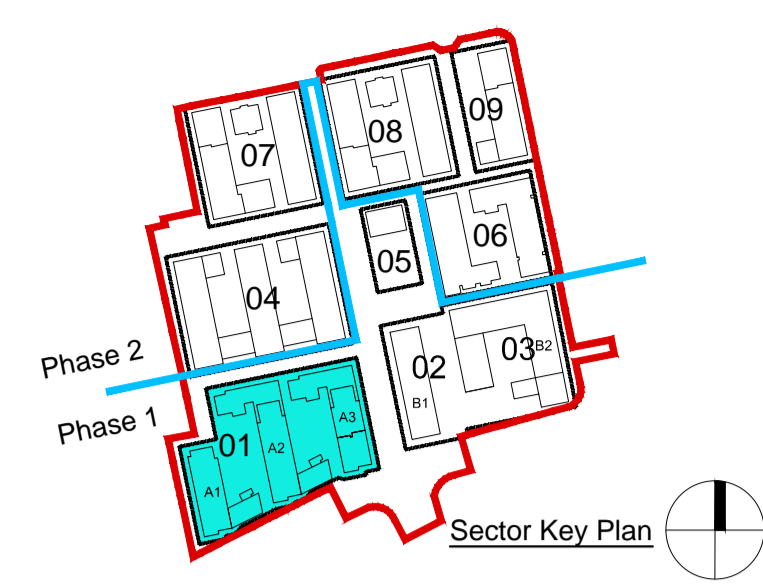 09
08
07
06
05
04
03
B2
02
B1
Phase 2
Phase 1
01
A3
A2
A1
Sector Key Plan